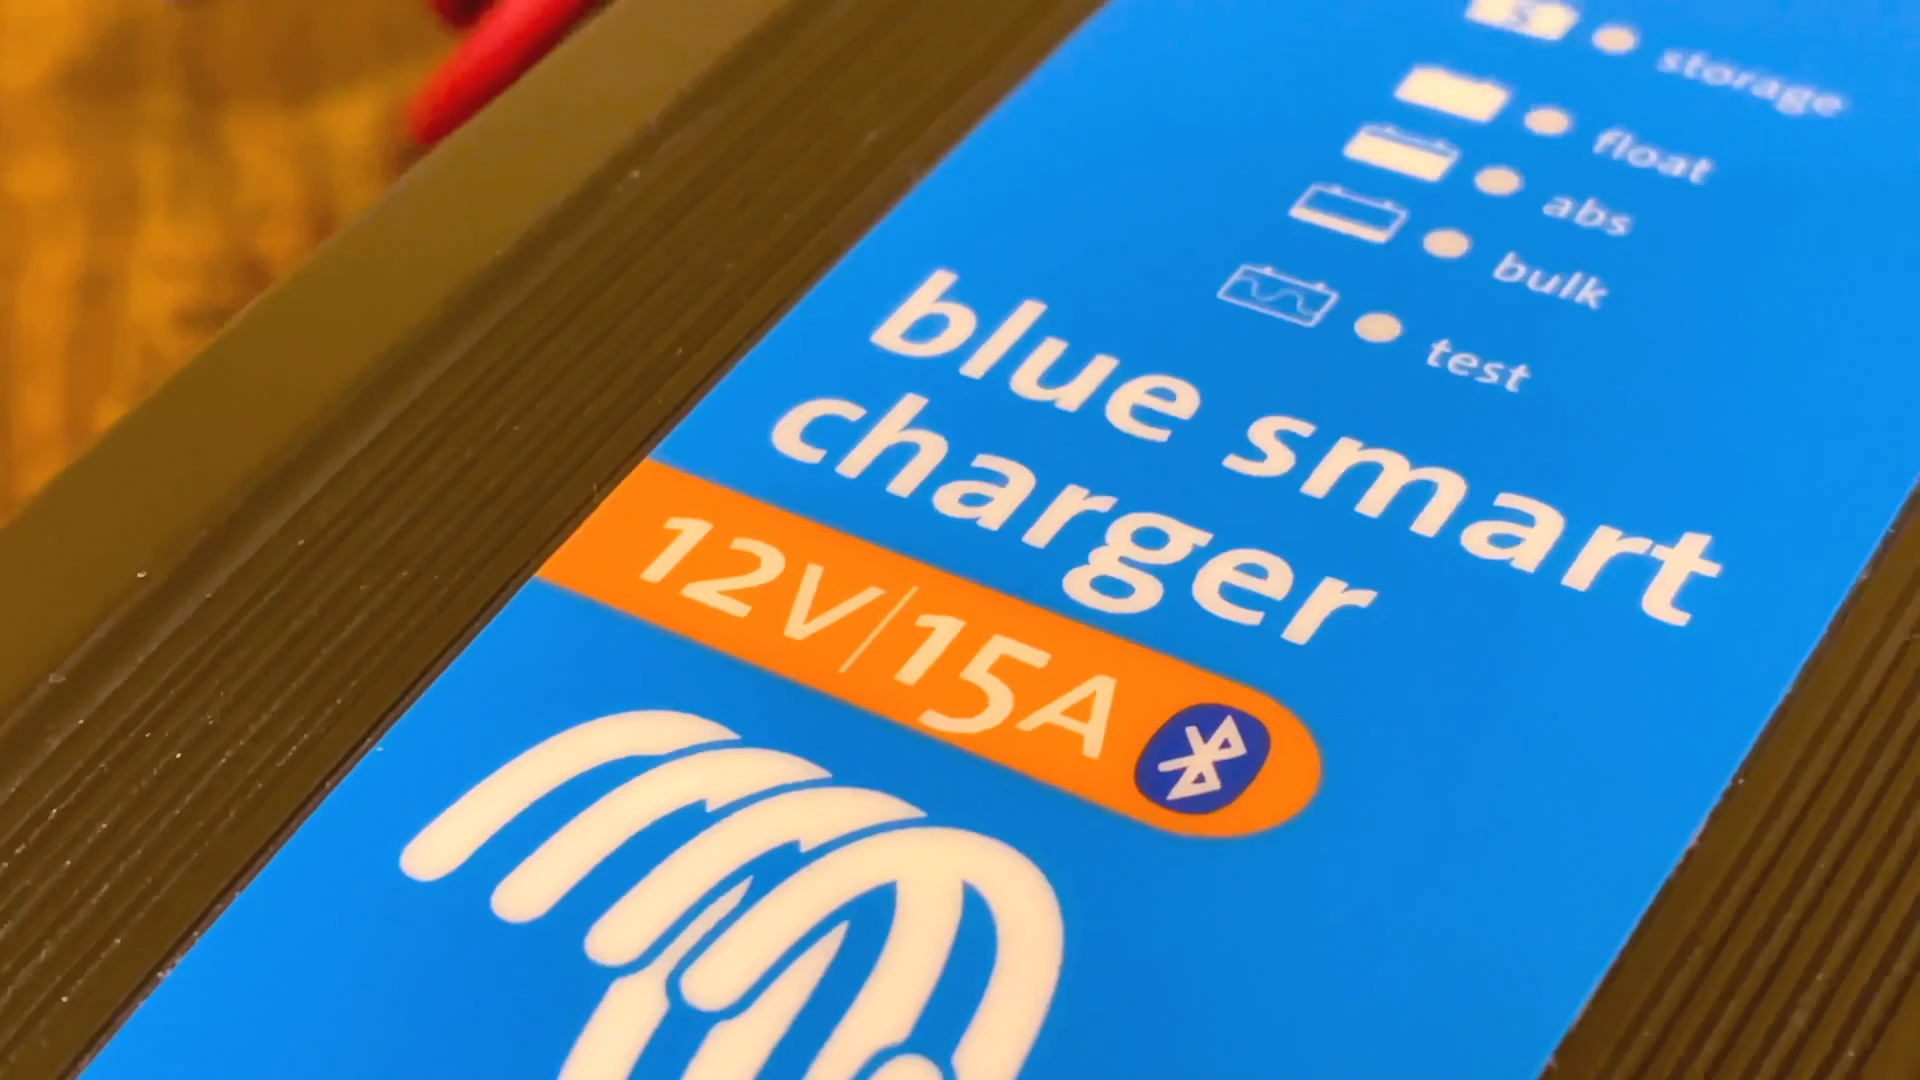 storage
float
abs
bulk
test
blue smart
charger
12V|15A